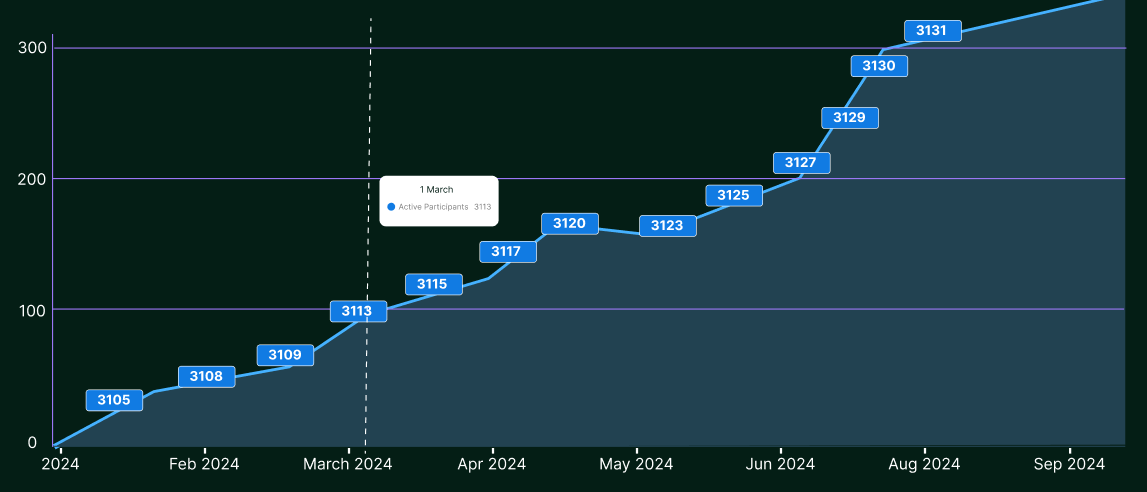 300
200
100
0
3131
3130
3129
3127
3125
3123
3120
3117
3115
3113
3109
3108
3105
1 March
Active Participants 3113
2024
Feb 2024
March 2024
Apr 2024
May 2024
Jun 2024
Aug 2024
Sep 2024